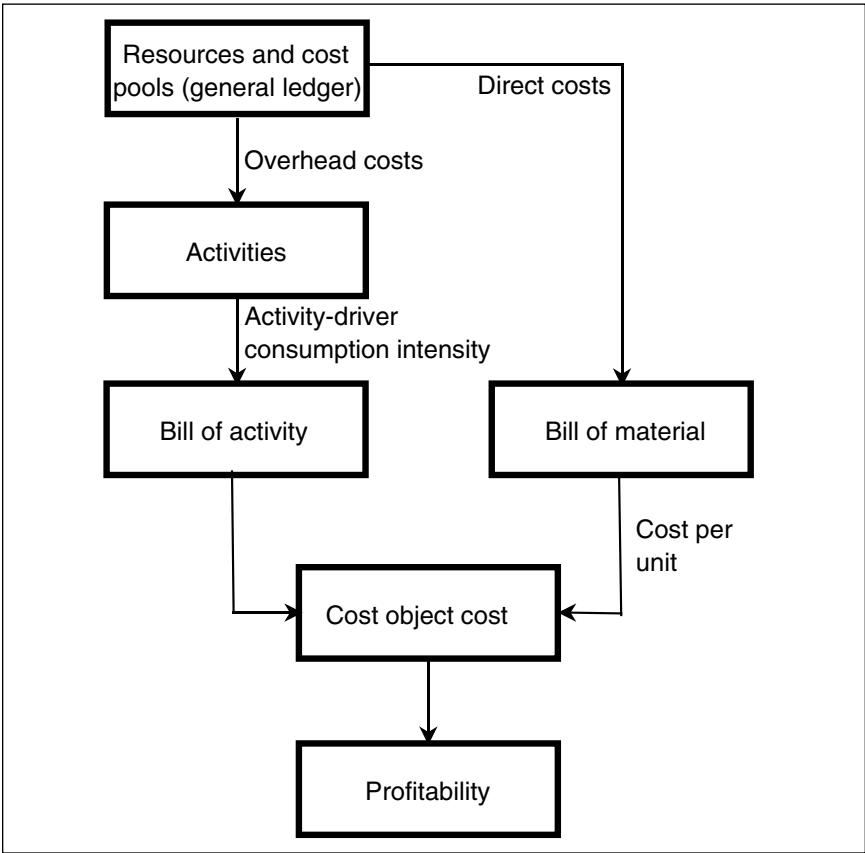 Resources and cost
pools (general ledger)
Direct costs
Overhead costs
Activities
Activity-driver
consumption intensity
Bill of activity
Bill of material
Cost per
unit
Cost object cost
Profitability